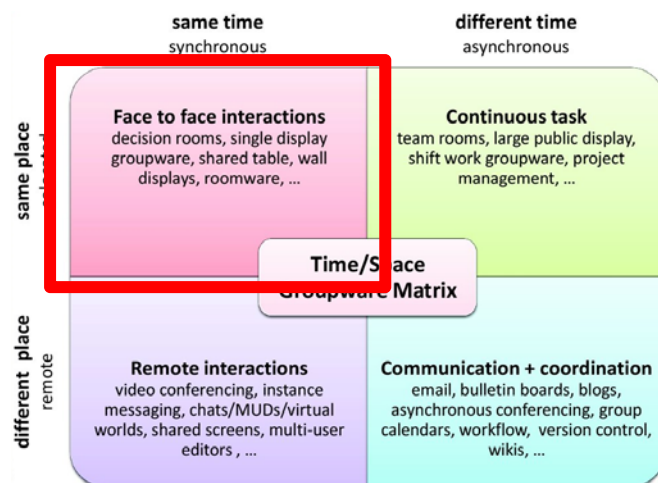 same time
synchronous
different time
asynchronous
same place
Face to face interactions
decision rooms, single display
groupware, shared table, wall
displays, roomware, ...
Continuous task
team rooms, large public display,
shift work groupware, project
management, ...
Time/Space
Groupware Matrix
different place
remote
Remote interactions
video conferencing, instance
messaging, chats/MUDs/virtual
worlds, shared screens, multi-user
editors , ...
Communication + coordination
email, bulletin boards, blogs,
asynchronous conferencing, group
calendars, workflow, version control,
wikis, ...